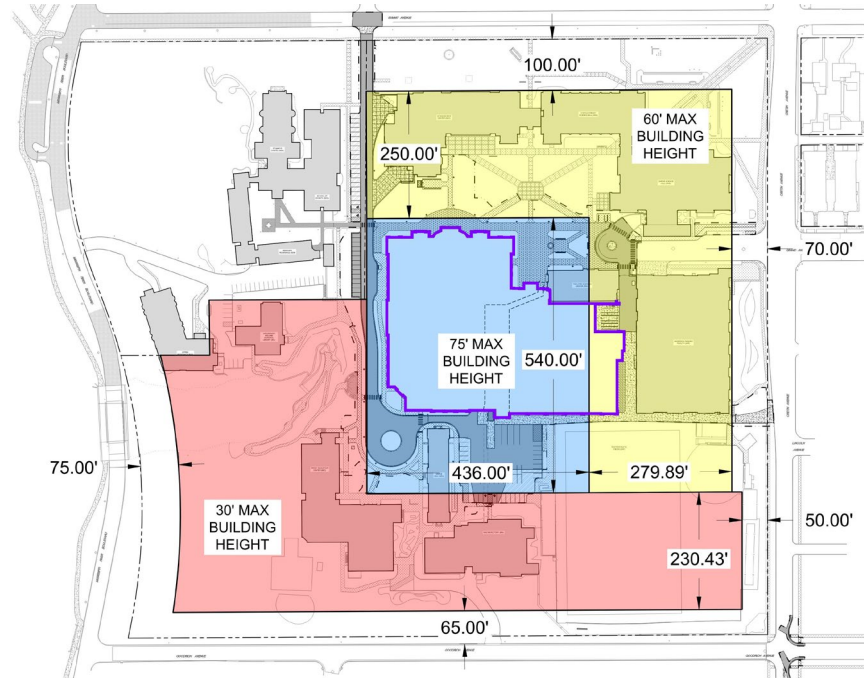 100.00'
60' MAX
BUILDING
HEIGHT
250.00'
70.00'
75' MAX
BUILDING
HEIGHT
540.00'
75.00'
436.00'
279.89'
30' MAX
BUILDING
HEIGHT
50.00'
230.43'
65.00'